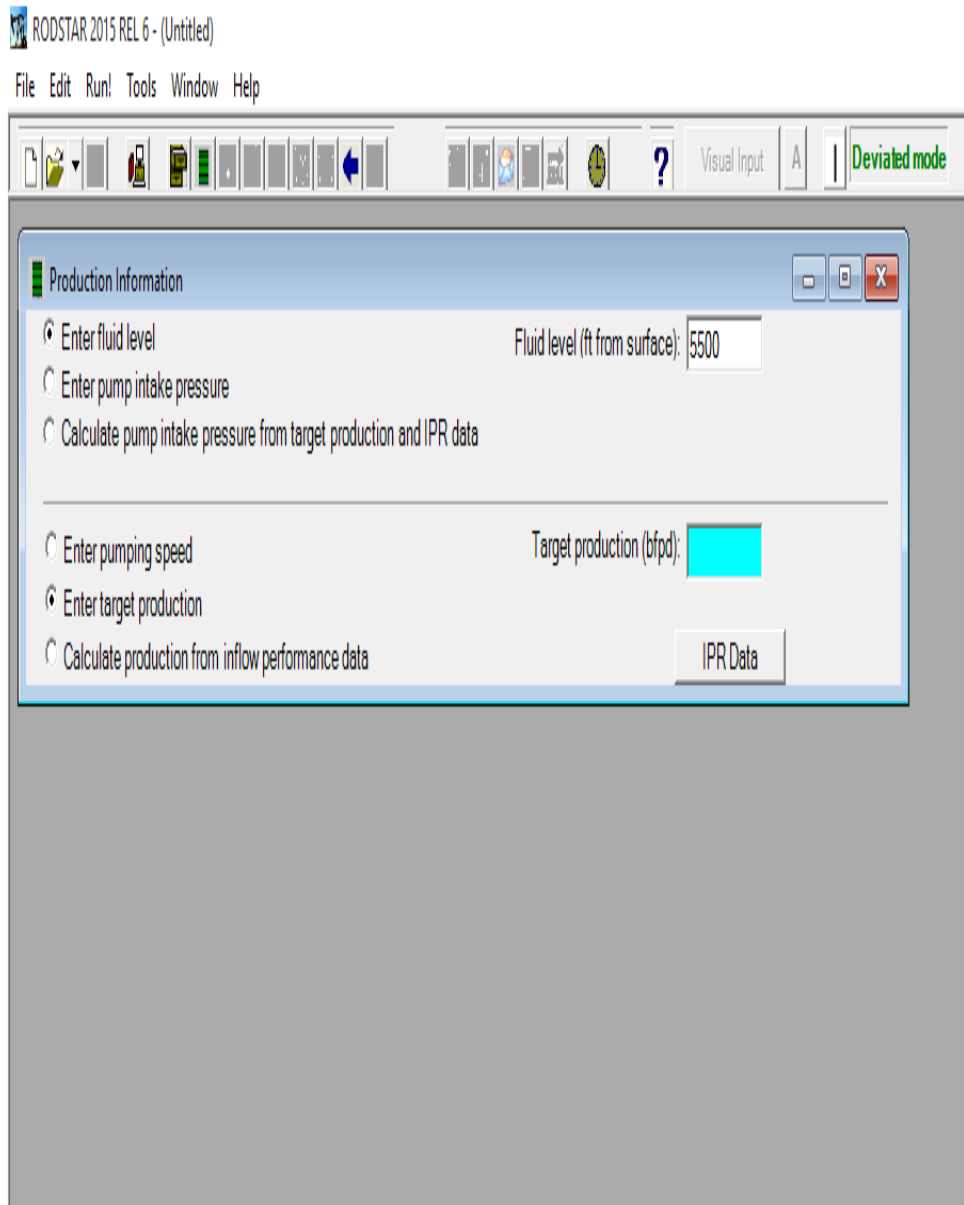 RODSTAR 2015 REL 6 - (Untitled)
File Edit Run! Tools Window Help
? Visual Input A | Deviated mode
Production Information
Enter fluid level
Fluid level (ft from surface): 5500
Enter pump intake pressure
Calculate pump intake pressure from target production and IPR data
Enter pumping speed
Target production (bfpd):
Enter target production
Calculate production from inflow performance data
IPR Data